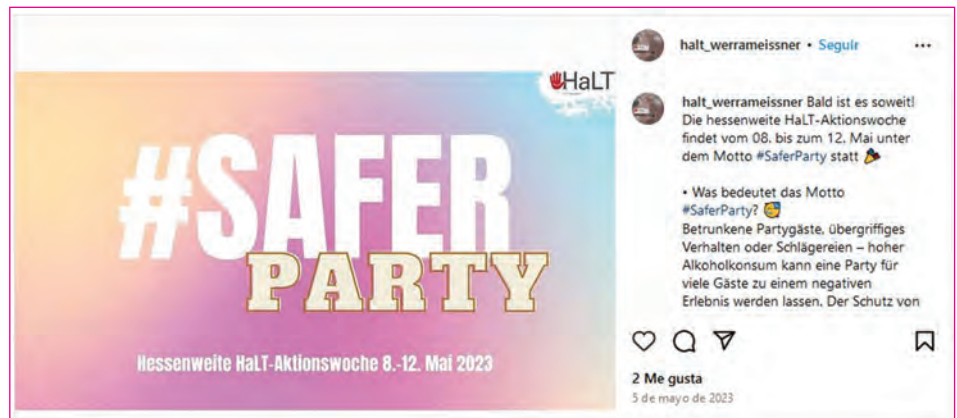 HaLT
#SAFER
PARTY
Hessenweite HaLT-Aktionswoche 8.-12. Mai 2023
halt_werrameissner • Seguir
halt_werrameissner Bald ist es soweit!
Die hessenweite HaLT-Aktionswoche
findet vom 08. bis zum 12. Mai unter
dem Motto #SaferParty statt 🎉
• Was bedeutet das Motto
#SaferParty? 🥳
Betrunkene Partygäste, übergriffiges
Verhalten oder Schlägereien – hoher
Alkoholkonsum kann eine Party für
viele Gäste zu einem negativen
Erlebnis werden lassen. Der Schutz von
2 Me gusta
5 de mayo de 2023